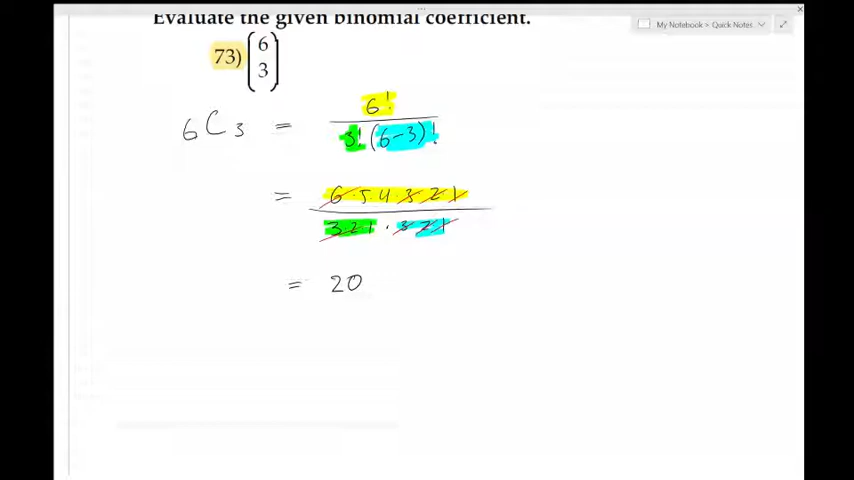 Evaluate the given binomial coefficient.
My Notebook > Quick Notes
73) (6
3)
6C3 = 6!
3! (6-3)!
= 6·5·4·3·2·1
3 2 1 · 3 2 1
= 20